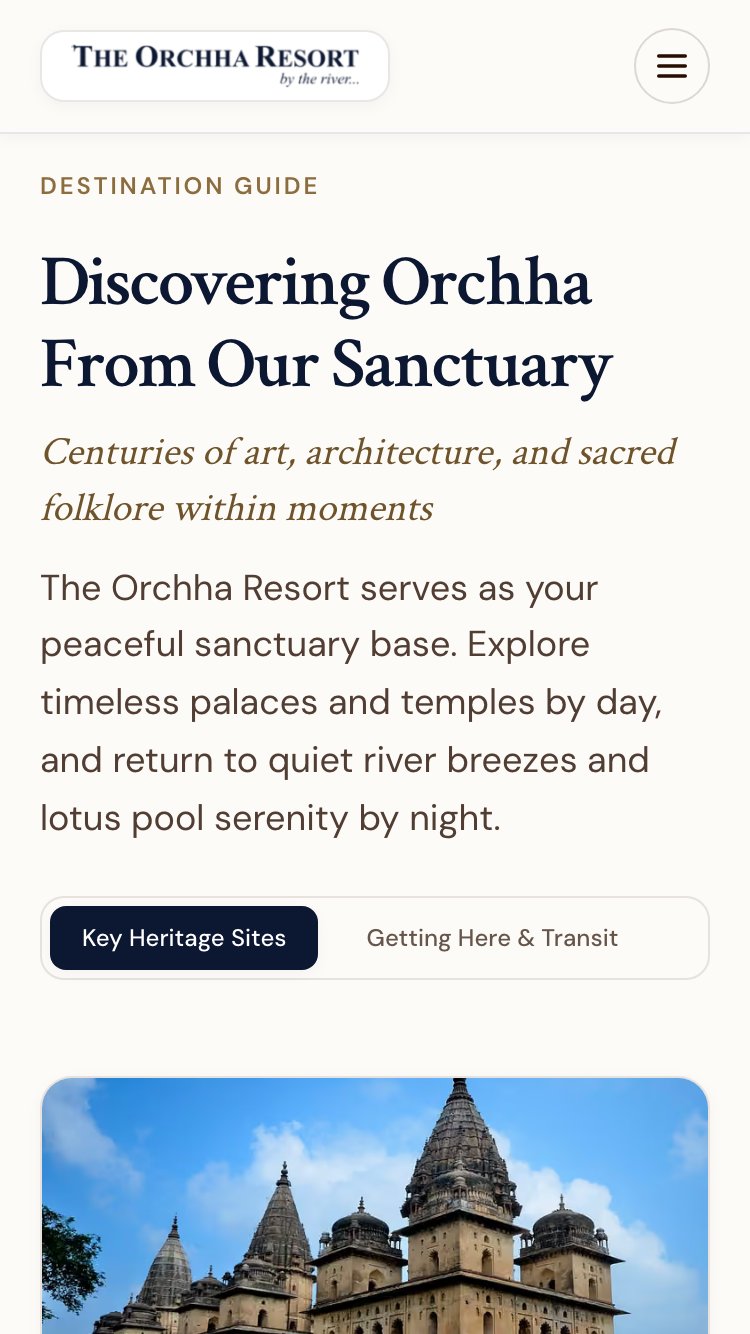 THE ORCHHA RESORT
by the river...
DESTINATION GUIDE
Discovering Orchha
From Our Sanctuary
Centuries of art, architecture, and sacred
folklore within moments
The Orchha Resort serves as your
peaceful sanctuary base. Explore
timeless palaces and temples by day,
and return to quiet river breezes and
lotus pool serenity by night.
Key Heritage Sites
Getting Here & Transit